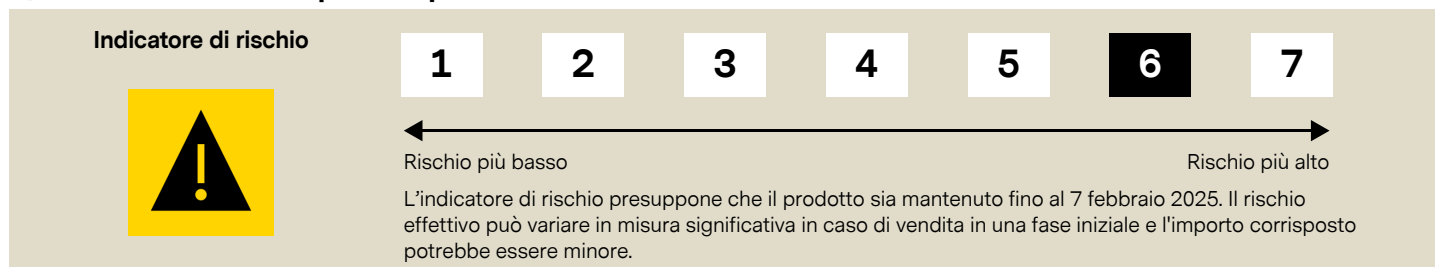 Indicatore di rischio
1 2 3 4 5 6 7
Rischio più basso
Rischio più alto
L'indicatore di rischio presuppone che il prodotto sia mantenuto fino al 7 febbraio 2025. Il rischio
effettivo può variare in misura significativa in caso di vendita in una fase iniziale e l'importo corrisposto
potrebbe essere minore.